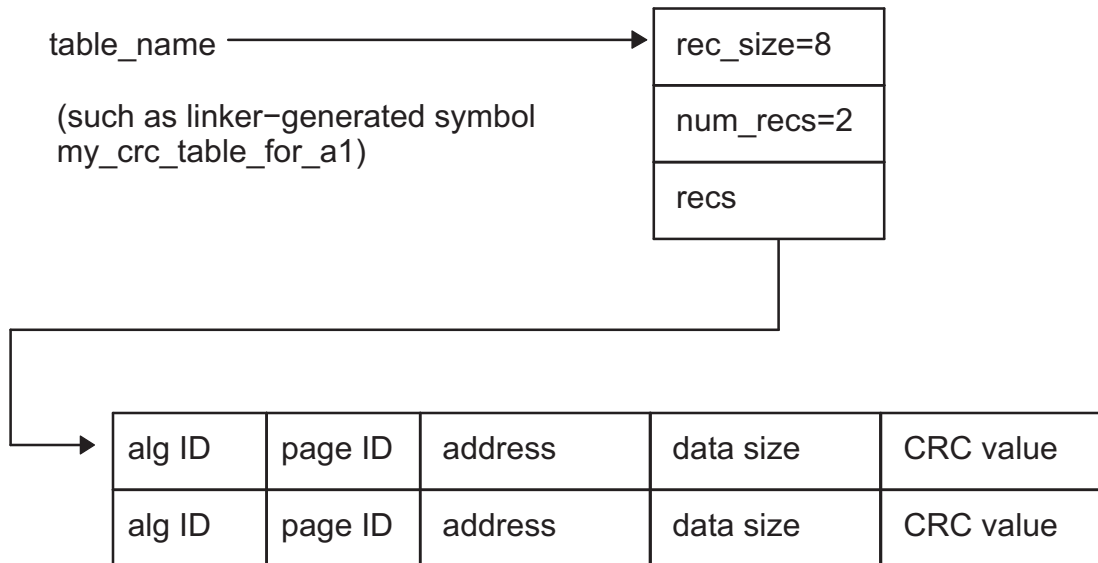 table_name
rec_size=8
(such as linker−generated symbol
my_crc_table_for_a1)
num_recs=2
recs
alg ID page ID address data size CRC value
alg ID page ID address data size CRC value